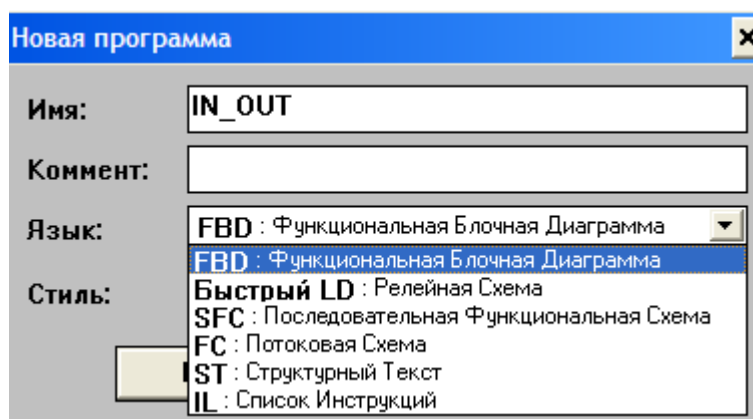 Новая программа
Имя: IN_OUT
Коммент:
Язык: FBD : Функциональная Блочная Диаграмма
FBD : Функциональная Блочная Диаграмма
Быстрый LD : Релейная Схема
Стиль:
SFC : Последовательная Функциональная Схема
FC : Потоковая Схема
ST : Структурный Текст
IL : Список Инструкций